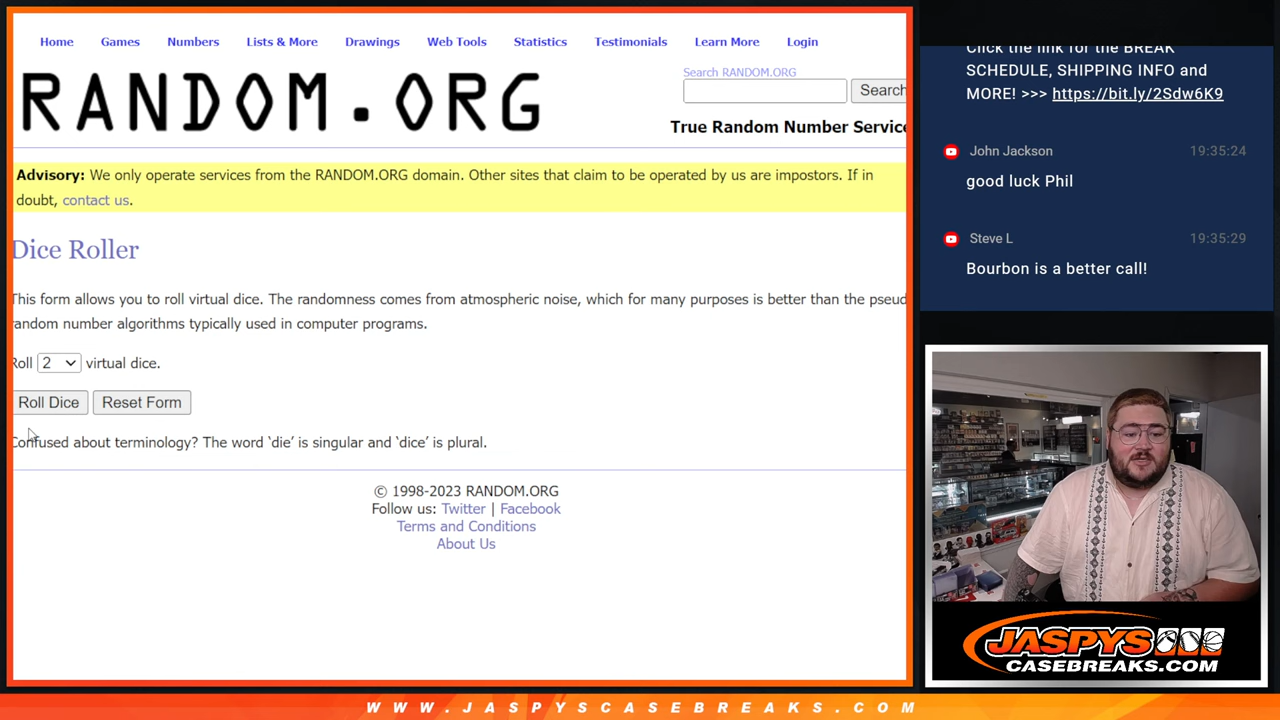 Home Games Numbers Lists & More Drawings Web Tools Statistics Testimonials Learn More Login
RANDOM.ORG
Search RANDOM.ORG
Search
True Random Number Service
Advisory: We only operate services from the RANDOM.ORG domain. Other sites that claim to be operated by us are impostors. If in
doubt, contact us.
Dice Roller
This form allows you to roll virtual dice. The randomness comes from atmospheric noise, which for many purposes is better than the pseud
random number algorithms typically used in computer programs.
Roll 2 virtual dice.
Roll Dice Reset Form
Confused about terminology? The word ‘die’ is singular and ‘dice’ is plural.
© 1998-2023 RANDOM.ORG
Follow us: Twitter | Facebook
Terms and Conditions
About Us
Click the link for the BREAK
SCHEDULE, SHIPPING INFO and
MORE! >>> https://bit.ly/2Sdw6K9
John Jackson 19:35:24
good luck Phil
Steve L 19:35:29
Bourbon is a better call!
JASPYS
CASEBREAKS.COM
WWW.JASPYSCASEBREAKS.COM